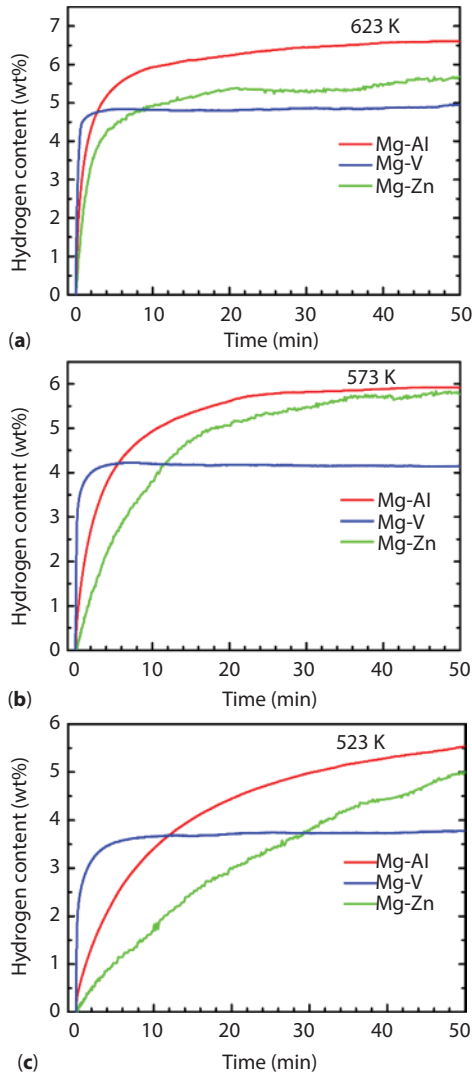 7
6
5
4
3
2
1
0
Hydrogen content (wt%)
623 K
Mg-Al
Mg-V
Mg-Zn
0 10 20 30 40 50
Time (min)
(a)
6
5
4
3
2
1
0
Hydrogen content (wt%)
573 K
Mg-Al
Mg-V
Mg-Zn
0 10 20 30 40 50
Time (min)
(b)
6
5
4
3
2
1
0
Hydrogen content (wt%)
523 K
Mg-Al
Mg-V
Mg-Zn
0 10 20 30 40 50
Time (min)
(c)